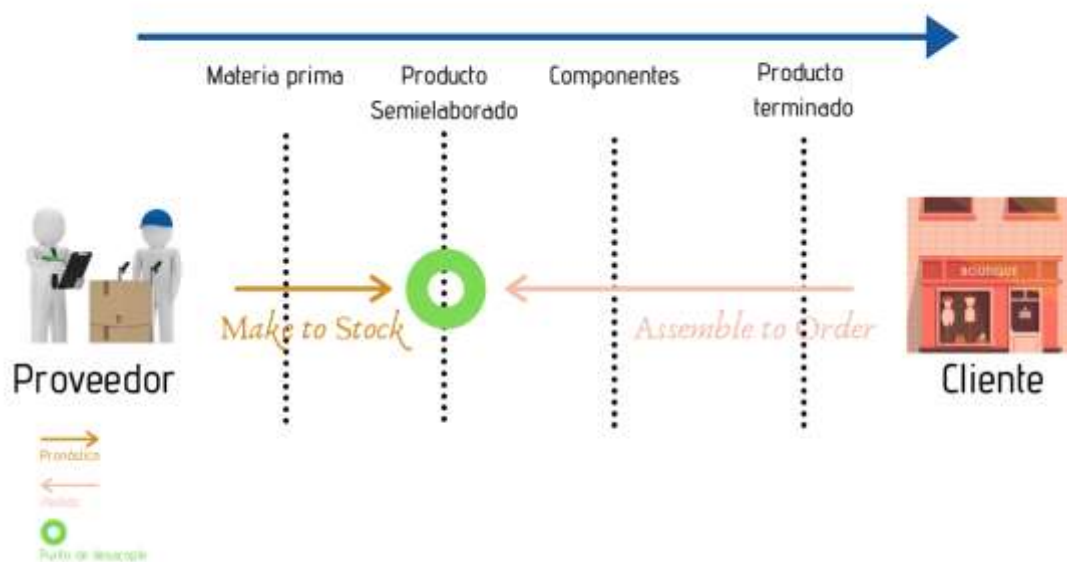 Materia prima
Producto
Semielaborado
Componentes
Producto
terminado
BOUTIQUE
Make to Stock
Assemble to Order
Proveedor
Cliente
Pronóstico
Pedido
Punto de desacople